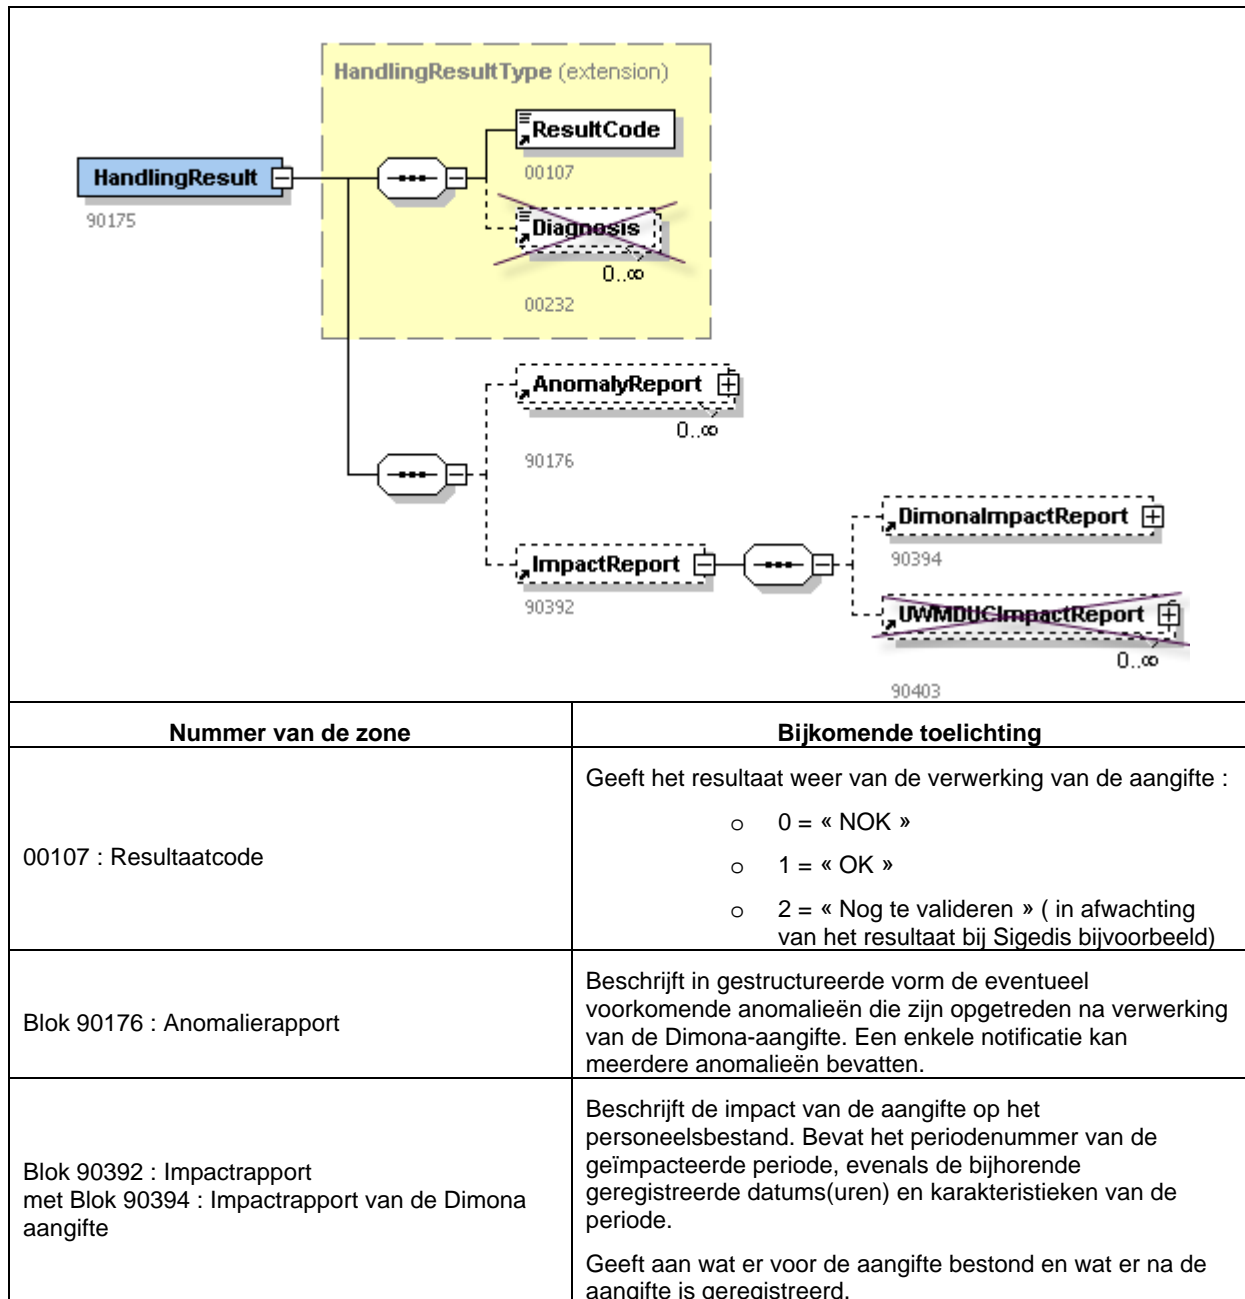 HandlingResultType (extension)
ResultCode
00107
HandlingResult
90175
Diagnosis
0..∞
00232
AnomalyReport
0..∞
90176
DimonaImpactReport
90394
ImpactReport
90392
UWMDUCImpactReport
0..∞
90403
Nummer van de zone
Bijkomende toelichting
00107 : Resultaatcode
Geeft het resultaat weer van de verwerking van de aangifte :
o 0 = « NOK »
o 1 = « OK »
o 2 = « Nog te valideren » ( in afwachting
van het resultaat bij Sigedis bijvoorbeeld)
Blok 90176 : Anomalierapport
Beschrijft in gestructureerde vorm de eventueel
voorkomende anomalieën die zijn opgetreden na verwerking
van de Dimona-aangifte. Een enkele notificatie kan
meerdere anomalieën bevatten.
Blok 90392 : Impactrapport
met Blok 90394 : Impactrapport van de Dimona
aangifte
Beschrijft de impact van de aangifte op het
personeelsbestand. Bevat het periodenummer van de
geïmpacteerde periode, evenals de bijhorende
geregistreerde datums(uren) en karakteristieken van de
periode.
Geeft aan wat er voor de aangifte bestond en wat er na de
aangifte is geregistreerd.